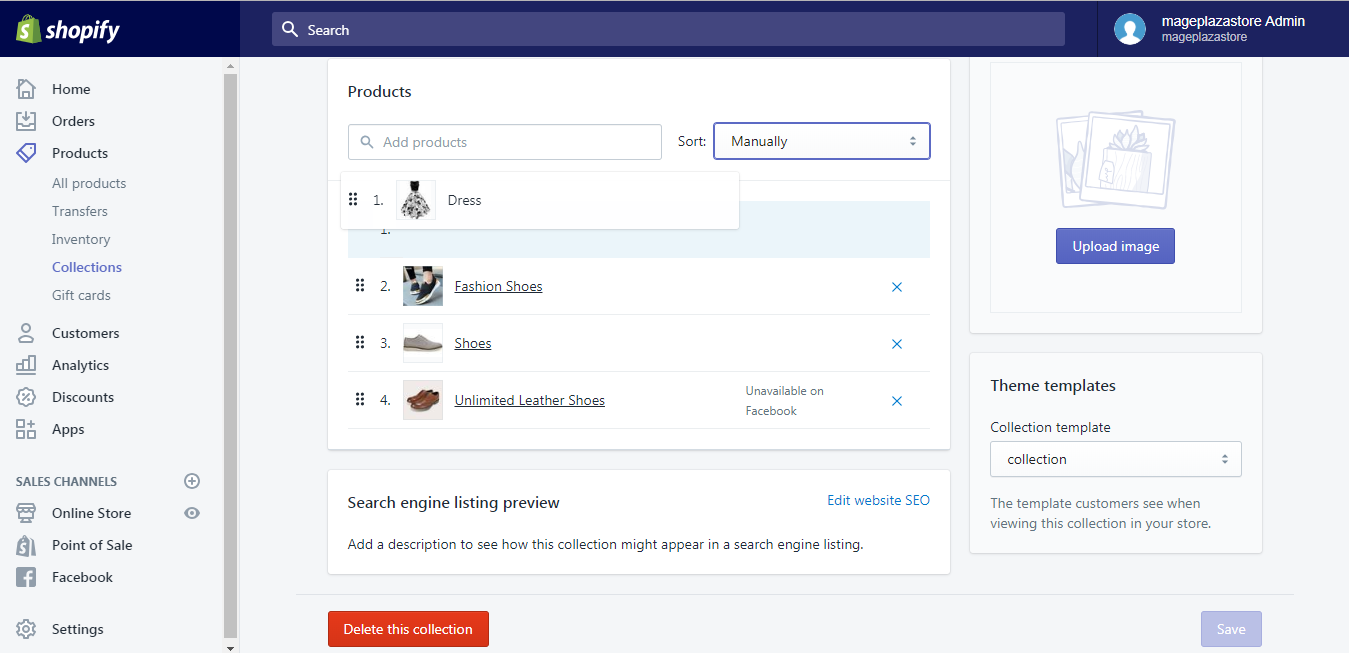 shopify
Search
mageplazastore Admin
mageplazastore
Home
Orders
Products
All products
Transfers
Inventory
Collections
Gift cards
Customers
Analytics
Discounts
Apps
SALES CHANNELS
Online Store
Point of Sale
Facebook
Settings
Products
Add products
Sort:
Manually
1.
Dress
1.
2.
Fashion Shoes
3.
Shoes
4.
Unlimited Leather Shoes
Unavailable on
Facebook
Search engine listing preview
Edit website SEO
Add a description to see how this collection might appear in a search engine listing.
Delete this collection
Upload image
Theme templates
Collection template
collection
The template customers see when
viewing this collection in your store.
Save